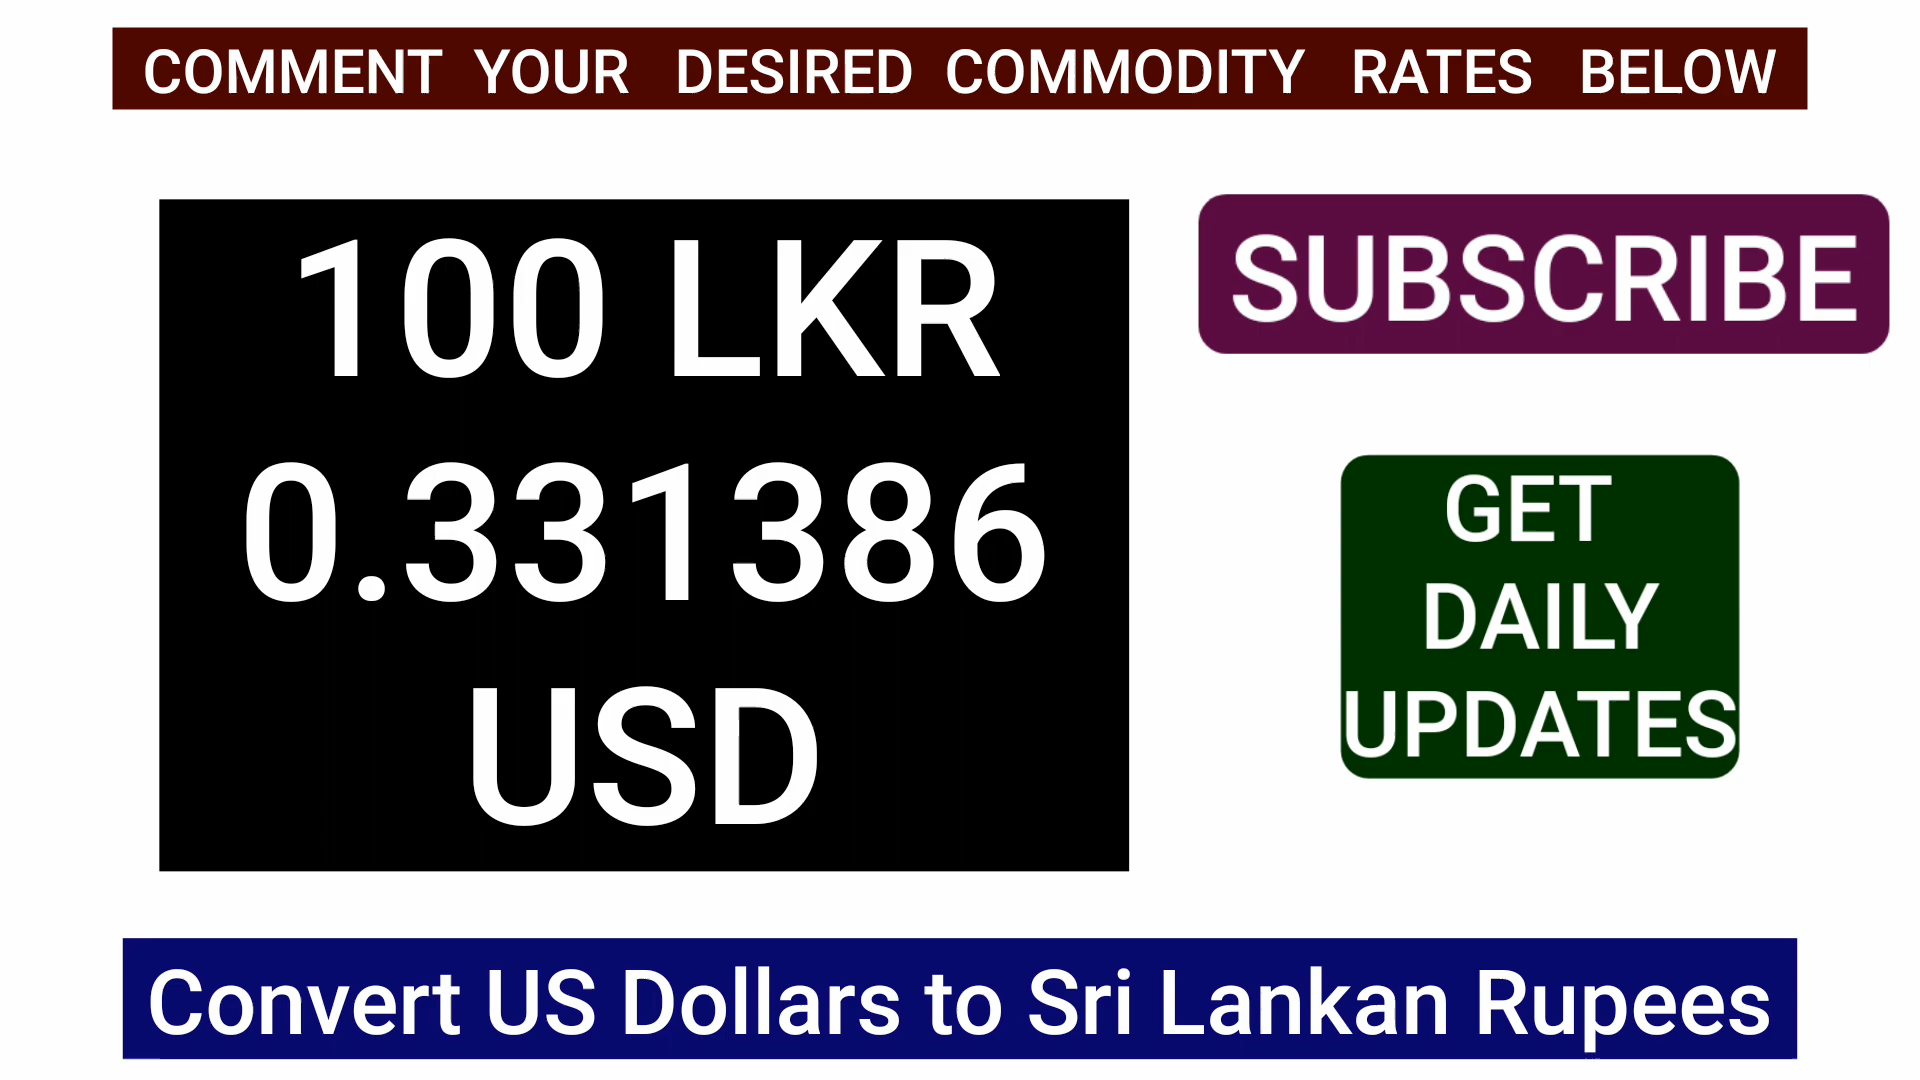 COMMENT YOUR DESIRED COMMODITY RATES BELOW
100 LKR
0.331386
USD
SUBSCRIBE
GET
DAILY
UPDATES
Convert US Dollars to Sri Lankan Rupees